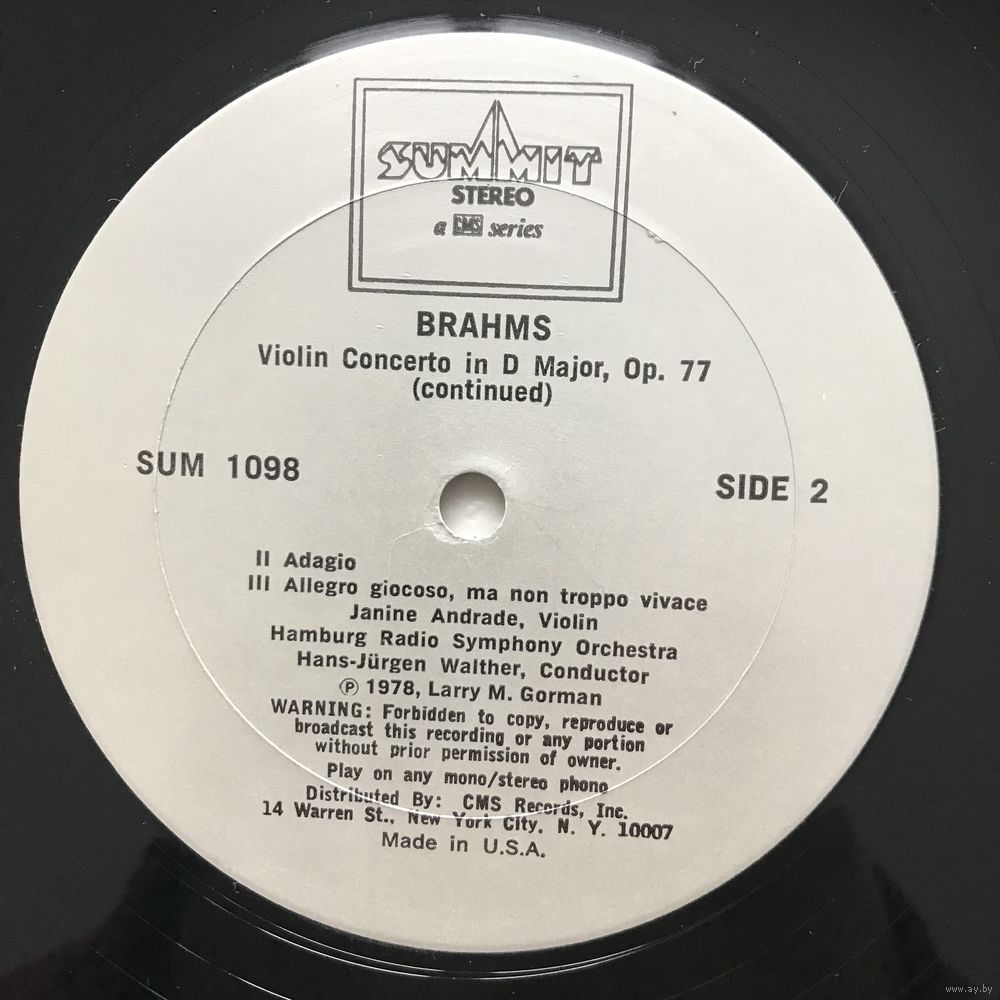 SUMMIT
STEREO
a CMS series
BRAHMS
Violin Concerto in D Major, Op. 77
(continued)
SUM 1098
SIDE 2
II Adagio
III Allegro giocoso, ma non troppo vivace
Janine Andrade, Violin
Hamburg Radio Symphony Orchestra
Hans-Jürgen Walther, Conductor
℗ 1978, Larry M. Gorman
WARNING: Forbidden to copy, reproduce or
broadcast this recording or any portion
without prior permission of owner.
Play on any mono/stereo phono
Distributed By: CMS Records, Inc.
14 Warren St., New York City, N. Y. 10007
Made in U.S.A.
www.ay.by